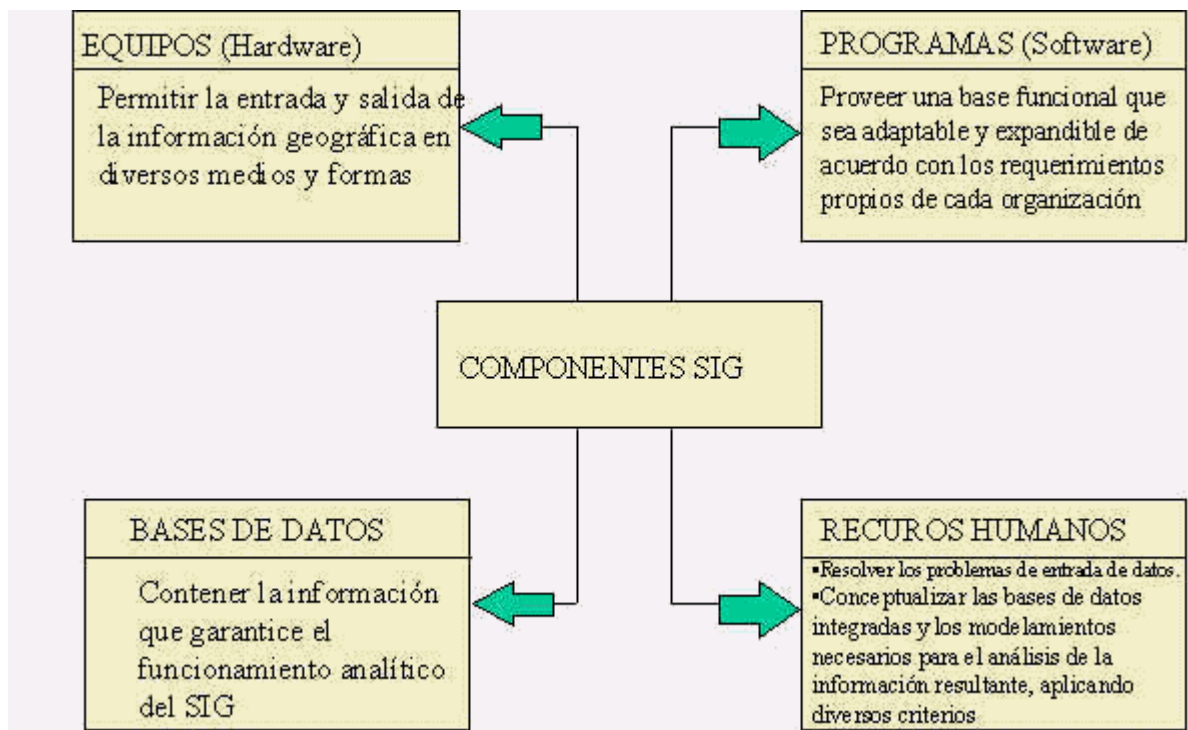 EQUIPOS (Hardware)
Permitir la entrada y salida de
la información geográfica en
diversos medios y formas
PROGRAMAS (Software)
Proveer una base funcional que
sea adaptable y expandible de
acuerdo con los requerimientos
propios de cada organización
COMPONENTES SIG
BASES DE DATOS
Contener la información
que garantice el
funcionamiento analítico
del SIG
RECUROS HUMANOS
▪Resolver los problemas de entrada de datos.
▪Conceptualizar las bases de datos
integradas y los modelamientos
necesarios para el análisis de la
información resultante, aplicando
diversos criterios